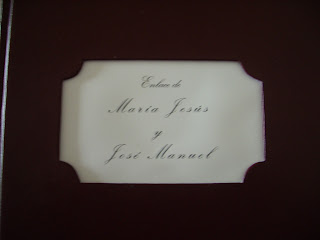 Enlace de
María Jesús
y
José Manuel